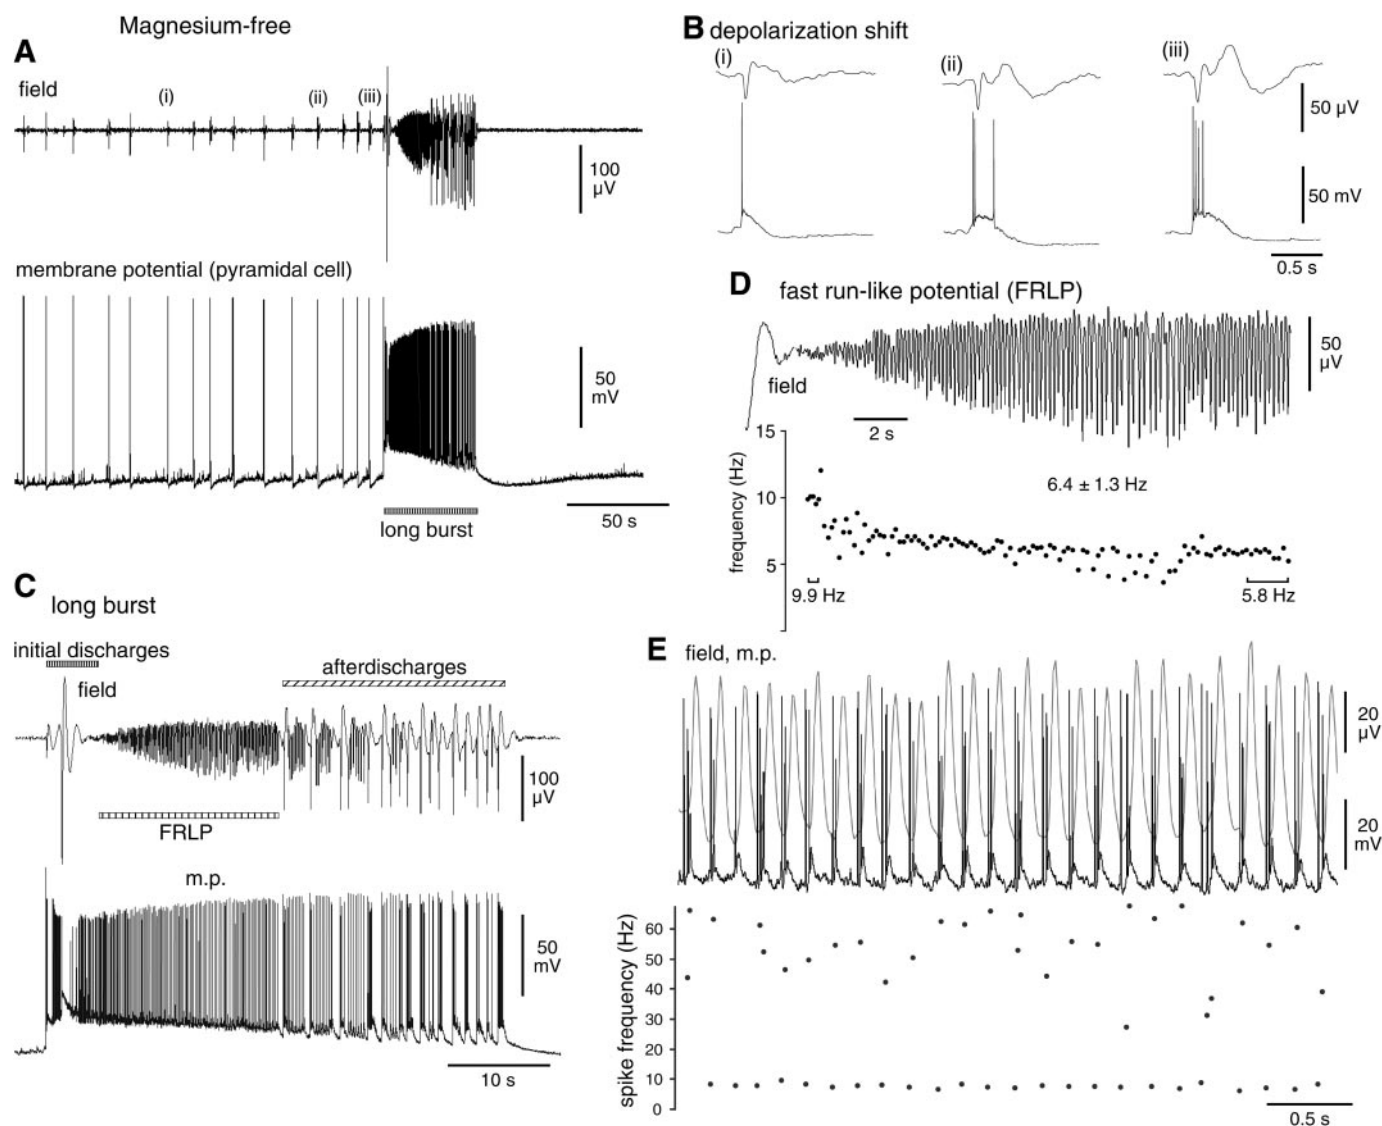 Magnesium-free
A
field
(i)
(ii)
(iii)
100
µV
membrane potential (pyramidal cell)
50
mV
long burst
50 s
B depolarization shift
(i)
(ii)
(iii)
50 µV
50 mV
0.5 s
C
long burst
initial discharges
field
afterdischarges
100
µV
FRLP
m.p.
50
mV
10 s
D fast run-like potential (FRLP)
field
50
µV
2 s
15
10
5
frequency (Hz)
6.4 ± 1.3 Hz
9.9 Hz
5.8 Hz
E field, m.p.
20
µV
20
mV
spike frequency (Hz)
60
50
40
30
20
10
0
0.5 s